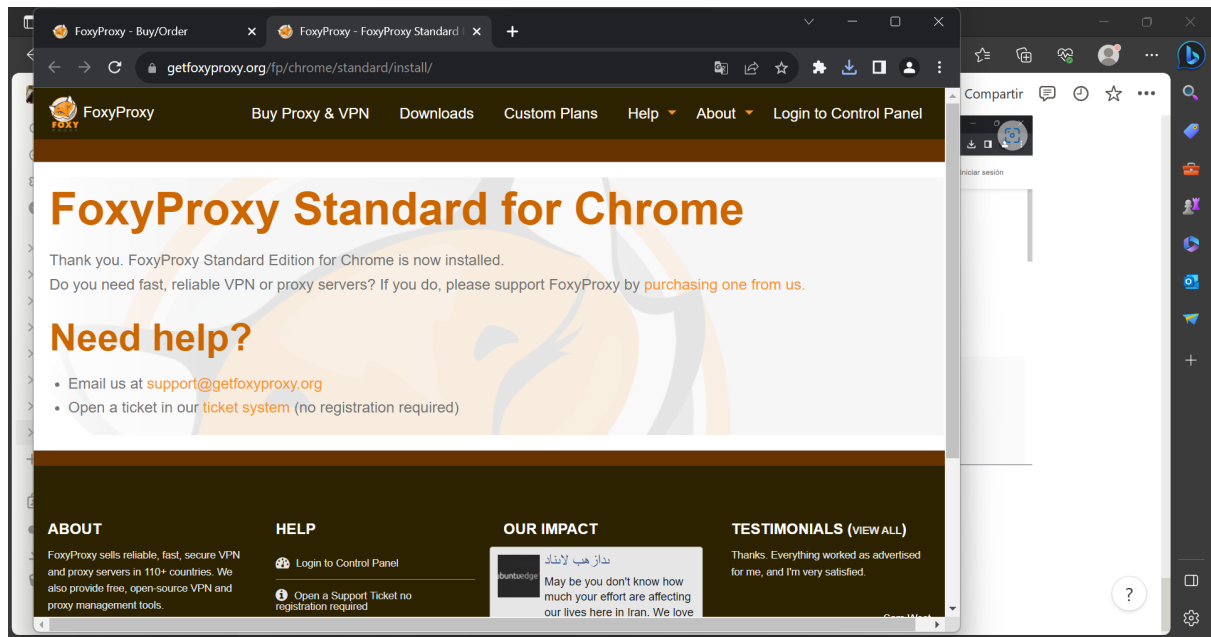 FoxyProxy - Buy/Order
FoxyProxy - FoxyProxy Standard
getfoxyproxy.org/fp/chrome/standard/install/
FOXY
FoxyProxy
Buy Proxy & VPN
Downloads
Custom Plans
Help
About
Login to Control Panel
FoxyProxy Standard for Chrome
Thank you. FoxyProxy Standard Edition for Chrome is now installed.
Do you need fast, reliable VPN or proxy servers? If you do, please support FoxyProxy by purchasing one from us.
Need help?
• Email us at support@getfoxyproxy.org
• Open a ticket in our ticket system (no registration required)
ABOUT
FoxyProxy sells reliable, fast, secure VPN
and proxy servers in 110+ countries. We
also provide free, open-source VPN and
proxy management tools.
HELP
Login to Control Panel
Open a Support Ticket no
registration required
OUR IMPACT
May be you don't know how
much your effort are affecting
our lives here in Iran. We love
TESTIMONIALS (VIEW ALL)
Thanks. Everything worked as advertised
for me, and I'm very satisfied.
Compartir
Iniciar sesión
?